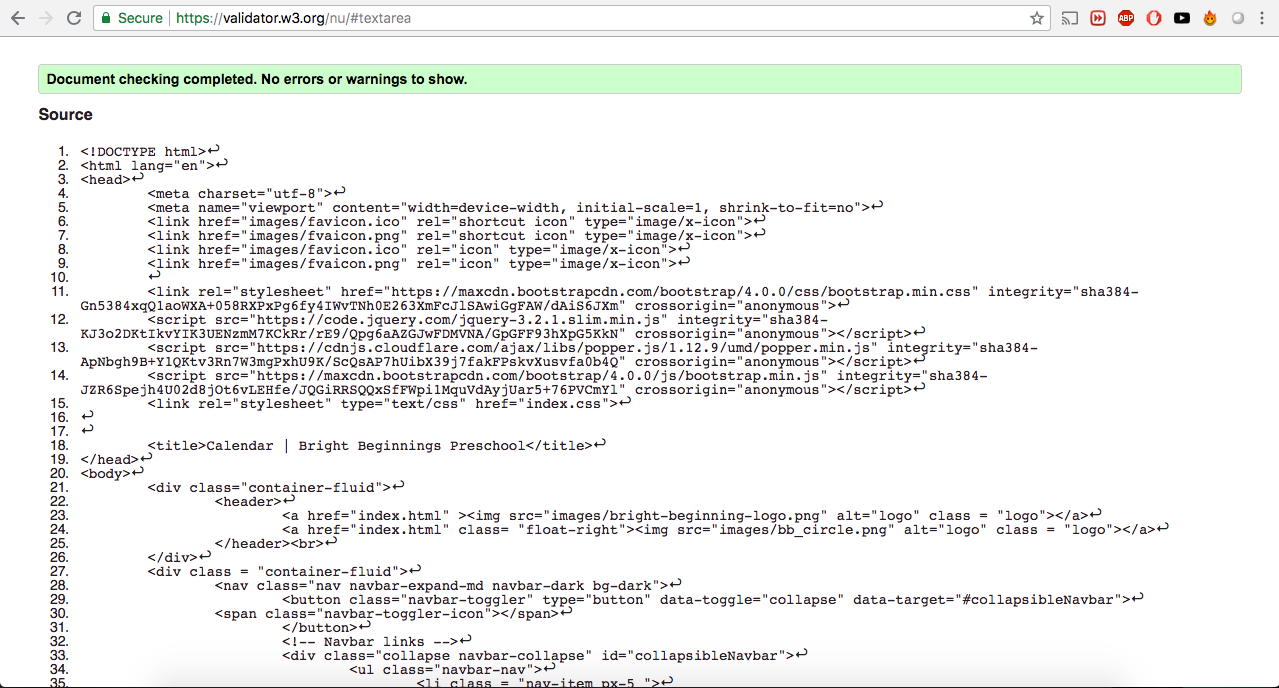 Secure | https://validator.w3.org/nu/#textarea
ABP
Document checking completed. No errors or warnings to show.
Source
1. <!DOCTYPE html>↩
2. <html lang="en">↩
3. <head>↩
4. <meta charset="utf-8">↩
5. <meta name="viewport" content="width=device-width, initial-scale=1, shrink-to-fit=no">↩
6. <link href="images/favicon.ico" rel="shortcut icon" type="image/x-icon">↩
7. <link href="images/fvaicon.png" rel="shortcut icon" type="image/x-icon">↩
8. <link href="images/favicon.ico" rel="icon" type="image/x-icon">↩
9. <link href="images/fvaicon.png" rel="icon" type="image/x-icon">↩
10. ↩
11. <link rel="stylesheet" href="https://maxcdn.bootstrapcdn.com/bootstrap/4.0.0/css/bootstrap.min.css" integrity="sha384-
Gn5384xqQ1aoWXA+058RXPxPg6fy4IWvTNh0E263XmFcJlSAwiGgFAW/dAiS6JXm" crossorigin="anonymous">↩
12. <script src="https://code.jquery.com/jquery-3.2.1.slim.min.js" integrity="sha384-
KJ3o2DKtIkvYIK3UENzmM7KCkRr/rE9/Qpg6aAZGJwFDMVNA/GpGFF93hXpG5KkN" crossorigin="anonymous"></script>↩
13. <script src="https://cdnjs.cloudflare.com/ajax/libs/popper.js/1.12.9/umd/popper.min.js" integrity="sha384-
ApNbgh9B+Y1QKtv3Rn7W3mgPxhU9K/ScQsAP7hUibX39j7fakFPskvXusvfa0b4Q" crossorigin="anonymous"></script>↩
14. <script src="https://maxcdn.bootstrapcdn.com/bootstrap/4.0.0/js/bootstrap.min.js" integrity="sha384-
JZR6Spejh4U02d8jOt6vLEHfe/JQGiRRSQQxSfFWpi1MquVdAyjUar5+76PVCmYl" crossorigin="anonymous"></script>↩
15. <link rel="stylesheet" type="text/css" href="index.css">↩
16. ↩
17. ↩
18. <title>Calendar | Bright Beginnings Preschool</title>↩
19. </head>↩
20. <body>↩
21. <div class="container-fluid">↩
22. <header>↩
23. <a href="index.html" ><img src="images/bright-beginning-logo.png" alt="logo" class = "logo"></a>↩
24. <a href="index.html" class= "float-right"><img src="images/bb_circle.png" alt="logo" class = "logo"></a>↩
25. </header><br>↩
26. </div>↩
27. <div class = "container-fluid">↩
28. <nav class="nav navbar-expand-md navbar-dark bg-dark">↩
29. <button class="navbar-toggler" type="button" data-toggle="collapse" data-target="#collapsibleNavbar">↩
30. <span class="navbar-toggler-icon"></span>↩
31. </button>↩
32. <!-- Navbar links -->↩
33. <div class="collapse navbar-collapse" id="collapsibleNavbar">↩
34. <ul class="navbar-nav">↩
35. <li class = "nav-item px-5 ">↩